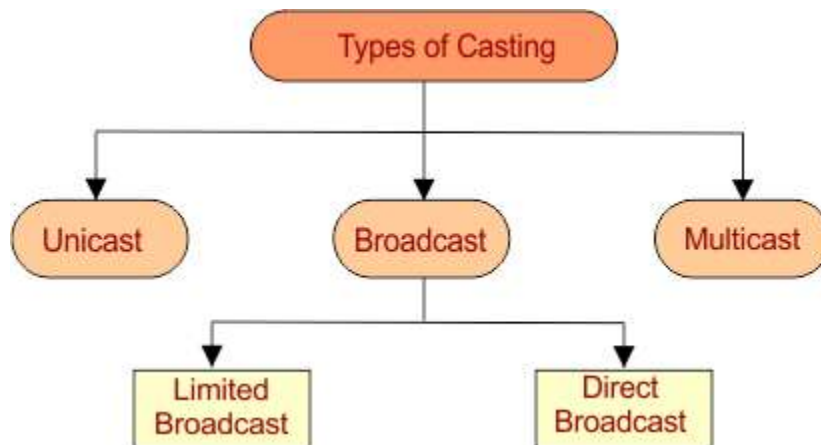 Types of Casting
Unicast
Broadcast
Multicast
Limited
Broadcast
Direct
Broadcast